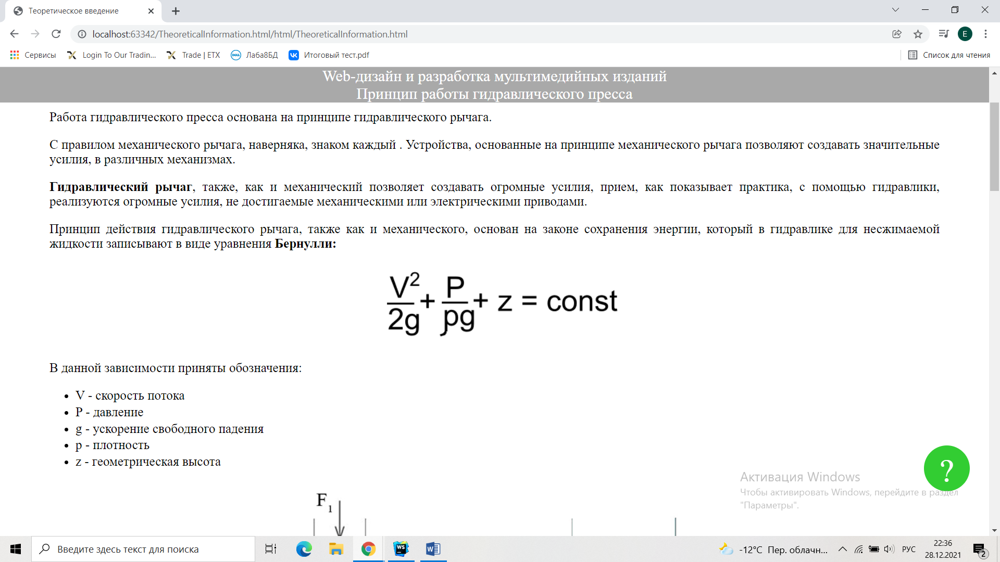 Теоретическое введение
localhost:63342/TheoreticalInformation.html/html/TheoreticalInformation.html
E
Сервисы
Login To Our Tradin...
Trade | ETX
DELL
Лаба8БД
Итоговый тест.pdf
Список для чтения
Web-дизайн и разработка мультимедийных изданий
Принцип работы гидравлического пресса
Работа гидравлического пресса основана на принципе гидравлического рычага.
С правилом механического рычага, наверняка, знаком каждый . Устройства, основанные на принципе механического рычага позволяют создавать значительные
усилия, в различных механизмах.
Гидравлический рычаг, также, как и механический позволяет создавать огромные усилия, прием, как показывает практика, с помощью гидравлики,
реализуются огромные усилия, не достигаемые механическими или электрическими приводами.
Принцип действия гидравлического рычага, также как и механического, основан на законе сохранения энергии, который в гидравлике для несжимаемой
жидкости записывают в виде уравнения Бернулли:
V²/2g + P/pg + z = const
В данной зависимости приняты обозначения:
• V - скорость потока
• P - давление
• g - ускорение свободного падения
• p - плотность
• z - геометрическая высота
?
Активация Windows
Чтобы активировать Windows, перейдите в раздел
"Параметры".
F1
Введите здесь текст для поиска
WS
W
-12°C Пер. облачн...
РУС
22:36
28.12.2021
2